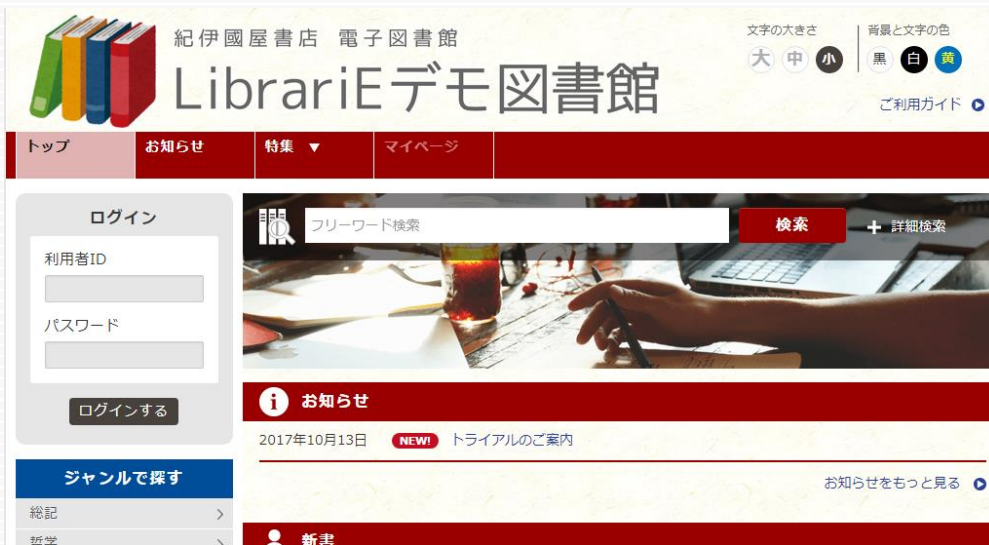 紀伊國屋書店 電子図書館
LibrariEデモ図書館
文字の大きさ
大 中 小
背景と文字の色
黒 白 黄
ご利用ガイド
トップ お知らせ 特集 ▼ マイページ
ログイン
利用者ID
パスワード
ログインする
フリーワード検索 検索 + 詳細検索
お知らせ
2017年10月13日 NEW! トライアルのご案内
お知らせをもっと見る
ジャンルで探す
総記
哲学
新書